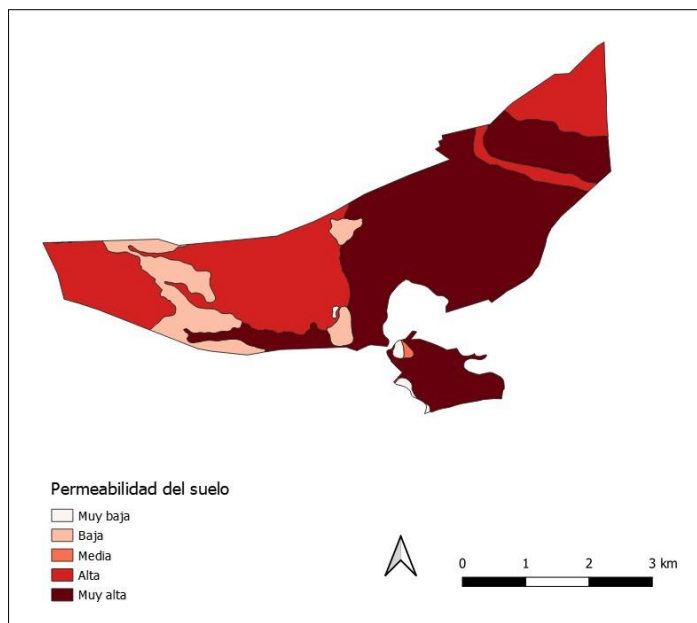 Permeabilidad del suelo
Muy baja
Baja
Media
Alta
Muy alta
0 1 2 3 km